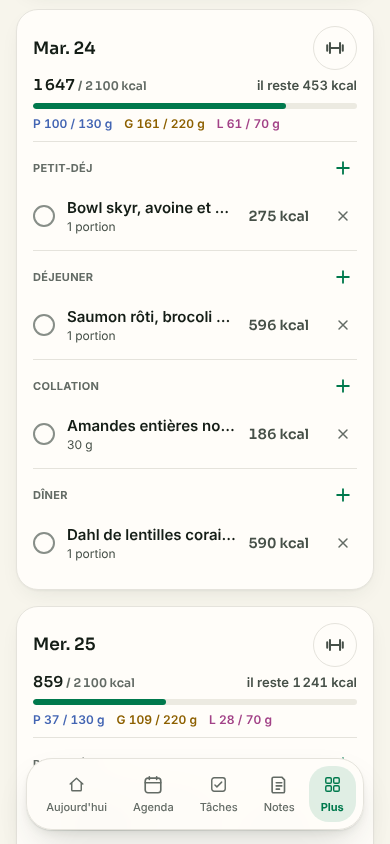 Mar. 24
1 647 / 2 100 kcal
il reste 453 kcal
P 100 / 130 g G 161 / 220 g L 61 / 70 g
PETIT-DÉJ
Bowl skyr, avoine et ...
275 kcal
1 portion
DÉJEUNER
Saumon rôti, brocoli ...
596 kcal
1 portion
COLLATION
Amandes entières no...
186 kcal
30 g
DÎNER
Dahl de lentilles corai...
590 kcal
1 portion
Mer. 25
859 / 2 100 kcal
il reste 1 241 kcal
P 37 / 130 g G 109 / 220 g L 28 / 70 g
Aujourd'hui Agenda Tâches Notes Plus